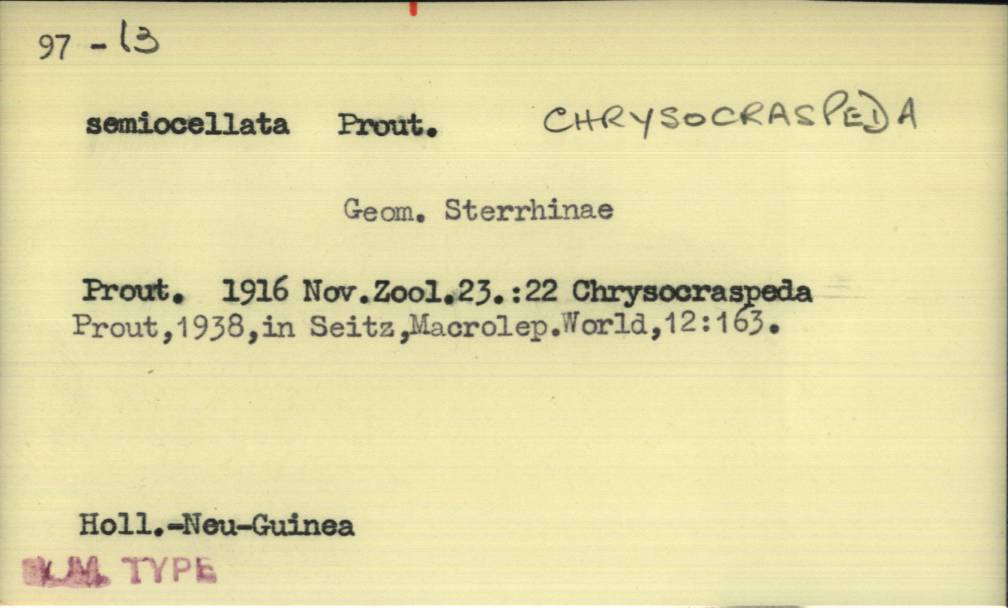 97 - 13
semiocellata Prout. CHRYSOCRASPEDA
Geom. Sterrhinae
Prout. 1916 Nov.Zool.23.:22 Chrysocraspeda
Prout,1938,in Seitz,Macrolep.World,12:163.
Holl.-Neu-Guinea
TYPE